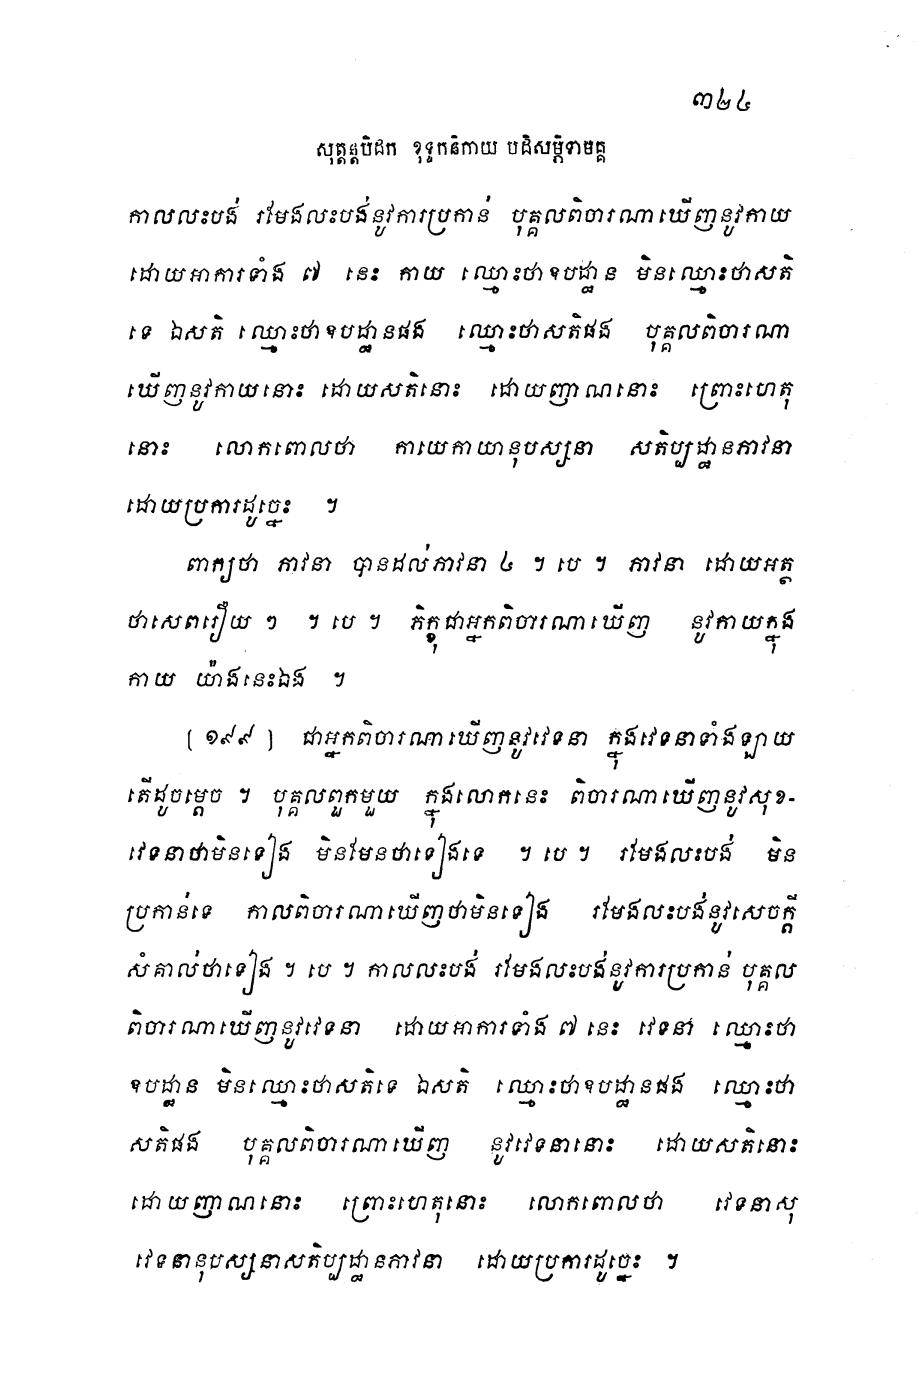 ៣២៤
សុត្តន្តបិដក ខុទ្ទកនិកាយ បដិសម្ភិទាមគ្គ
កាលលះបង់ រមែងលះបង់នូវការប្រកាន់ បុគ្គលពិចារណាឃើញនូវកាយ
ដោយអាការទាំង ៧ នេះ កាយ ឈ្មោះថាឧបដ្ឋាន មិនឈ្មោះថាសតិ
ទេ ឯសតិ ឈ្មោះថាឧបដ្ឋានផង ឈ្មោះថាសតិផង បុគ្គលពិចារណា
ឃើញនូវកាយនោះ ដោយសតិនោះ ដោយញាណនោះ ព្រោះហេតុ
នោះ លោកពោលថា កាយេកាយានុបស្សនា សតិប្បដ្ឋានភាវនា
ដោយប្រការដូច្នេះ ។
ពាក្យថា ភាវនា បានដល់ភាវនា ៤ ។ បេ ។ ភាវនា ដោយអត្ថ
ថាសេពរឿយ ៗ ។ បេ ។ ភិក្ខុជាអ្នកពិចារណាឃើញ នូវកាយក្នុង
កាយ យ៉ាងនេះឯង ។
[ ១៩៩ ] ជាអ្នកពិចារណាឃើញនូវវេទនា ក្នុងវេទនាទាំងឡាយ
តើដូចម្តេច ។ បុគ្គលពួកមួយ ក្នុងលោកនេះ ពិចារណាឃើញនូវសុខ-
វេទនាថាមិនទៀង មិនមែនថាទៀងទេ ។ បេ ។ រមែងលះបង់ មិន
ប្រកាន់ទេ កាលពិចារណាឃើញថាមិនទៀង រមែងលះបង់នូវសេចក្តី
សំគាល់ថាទៀង ។ បេ ។ កាលលះបង់ រមែងលះបង់នូវការប្រកាន់ បុគ្គល
ពិចារណាឃើញនូវវេទនា ដោយអាការទាំង ៧ នេះ វេទនា ឈ្មោះថា
ឧបដ្ឋាន មិនឈ្មោះថាសតិទេ ឯសតិ ឈ្មោះថាឧបដ្ឋានផង ឈ្មោះថា
សតិផង បុគ្គលពិចារណាឃើញ នូវវេទនានោះ ដោយសតិនោះ
ដោយញាណនោះ ព្រោះហេតុនោះ លោកពោលថា វេទនាសុ
វេទនានុបស្សនាសតិប្បដ្ឋានភាវនា ដោយប្រការដូច្នេះ ។